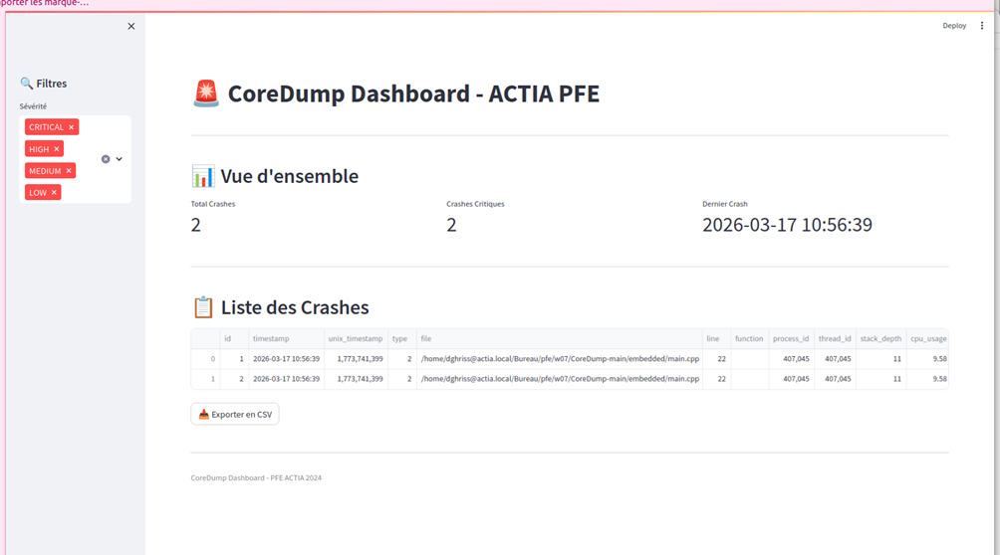 porter les marque-...
Deploy
Filtres
Sévérité
CRITICAL ×
HIGH ×
MEDIUM ×
LOW ×
CoreDump Dashboard - ACTIA PFE
Vue d'ensemble
Total Crashes Crashes Critiques Dernier Crash
2 2 2026-03-17 10:56:39
Liste des Crashes
id timestamp unix_timestamp type file line function process_id thread_id stack_depth cpu_usage
0 1 2026-03-17 10:56:39 1,773,741,399 2 /home/dghriss@actia.local/Bureau/pfe/w07/CoreDump-main/embedded/main.cpp 22 407,045 407,045 11 9.58
1 2 2026-03-17 10:56:39 1,773,741,399 2 /home/dghriss@actia.local/Bureau/pfe/w07/CoreDump-main/embedded/main.cpp 22 407,045 407,045 11 9.58
Exporter en CSV
CoreDump Dashboard - PFE ACTIA 2024